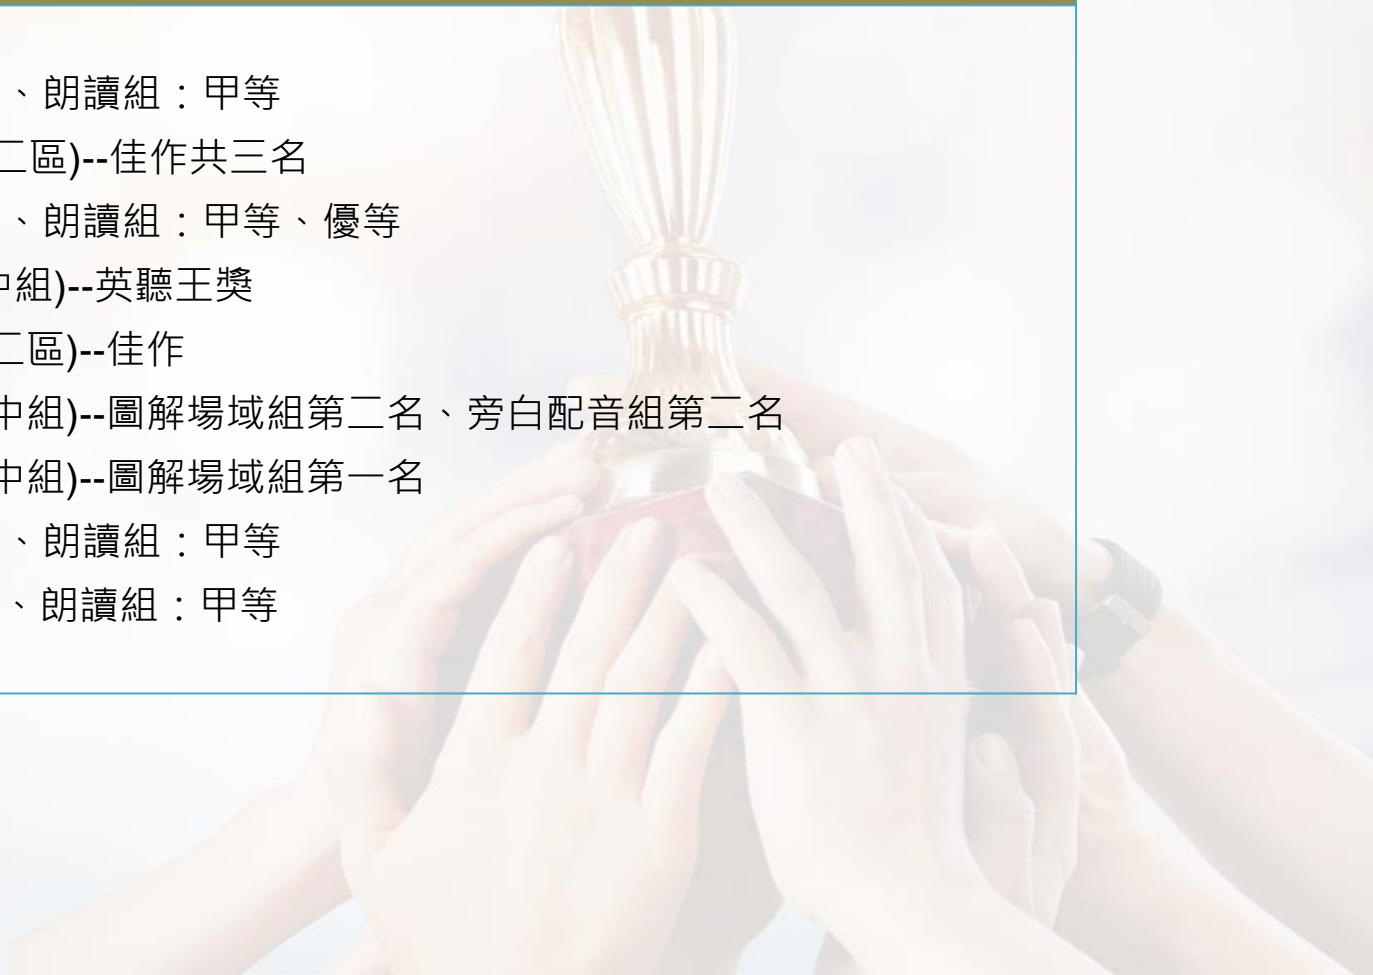 、朗讀組：甲等
二區)--佳作共三名
、朗讀組：甲等、優等
中組)--英聽王獎
二區)--佳作
中組)--圖解場域組第二名、旁白配音組第二名
中組)--圖解場域組第一名
、朗讀組：甲等
、朗讀組：甲等